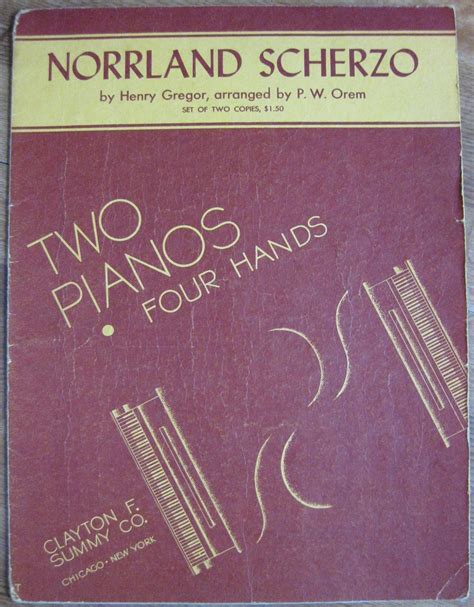 NORRLAND SCHERZO
by Henry Gregor, arranged by P. W. Orem
SET OF TWO COPIES, $1.50
TWO
PIANOS
FOUR HANDS
CLAYTON F.
SUMMY CO.
CHICAGO • NEW YORK